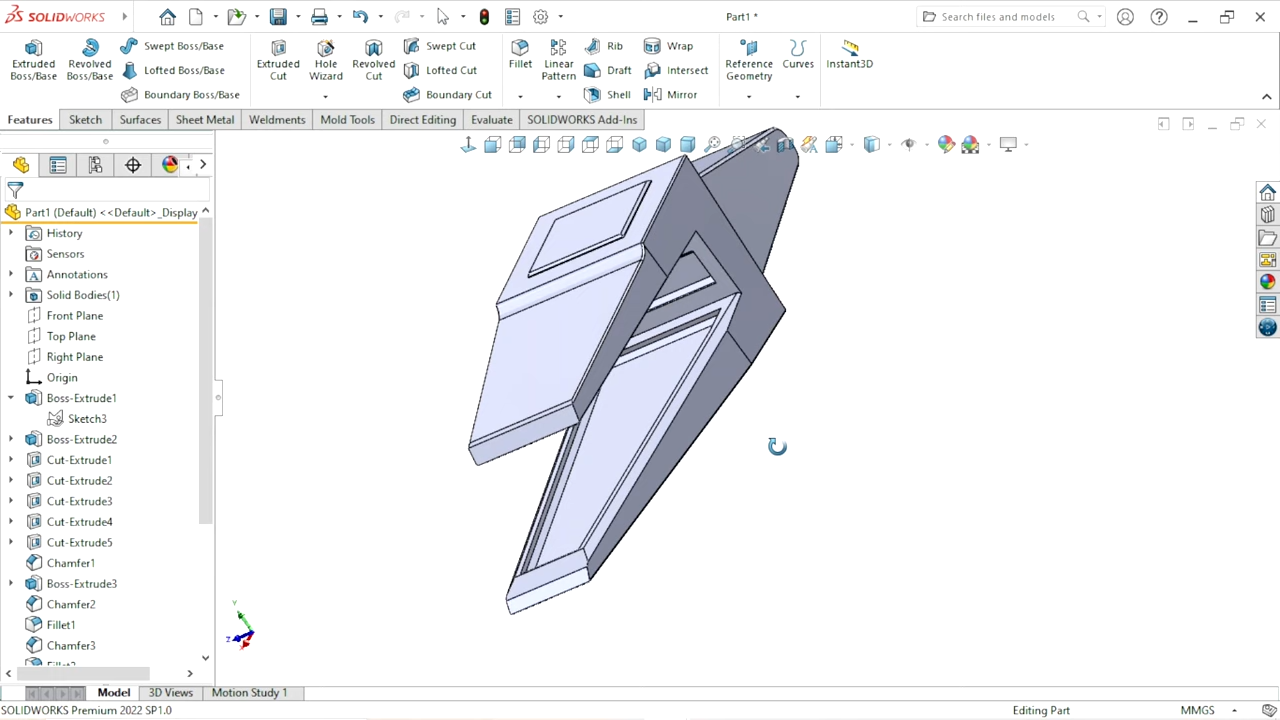 SOLIDWORKS
Part1 *
Search files and models
Extruded Boss/Base
Revolved Boss/Base
Swept Boss/Base
Lofted Boss/Base
Boundary Boss/Base
Extruded Cut
Hole Wizard
Revolved Cut
Swept Cut
Lofted Cut
Boundary Cut
Fillet
Linear Pattern
Rib
Draft
Shell
Wrap
Intersect
Mirror
Reference Geometry
Curves
Instant3D
Features
Sketch
Surfaces
Sheet Metal
Weldments
Mold Tools
Direct Editing
Evaluate
SOLIDWORKS Add-Ins
Part1 (Default) <<Default>_Display
History
Sensors
Annotations
Solid Bodies(1)
Front Plane
Top Plane
Right Plane
Origin
Boss-Extrude1
Sketch3
Boss-Extrude2
Cut-Extrude1
Cut-Extrude2
Cut-Extrude3
Cut-Extrude4
Cut-Extrude5
Chamfer1
Boss-Extrude3
Chamfer2
Fillet1
Chamfer3
Y
Z
X
Model
3D Views
Motion Study 1
SOLIDWORKS Premium 2022 SP1.0
Editing Part
MMGS